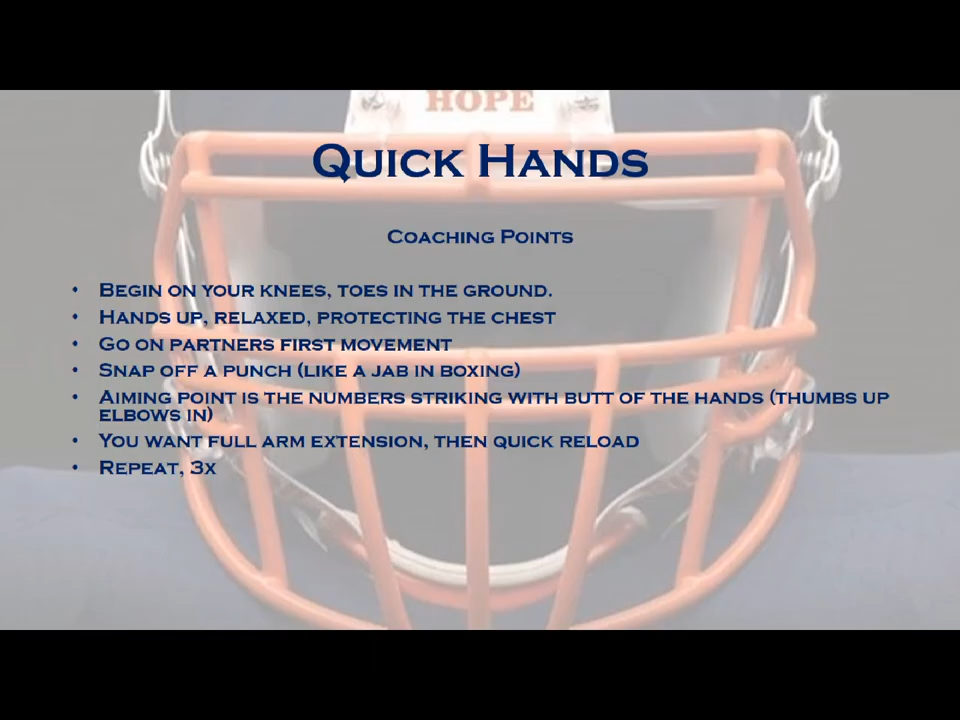 HOPE
Quick Hands
Coaching Points
• Begin on your knees, toes in the ground.
• Hands up, relaxed, protecting the chest
• Go on partners first movement
• Snap off a punch (like a jab in boxing)
• Aiming point is the numbers striking with butt of the hands (thumbs up
elbows in)
• You want full arm extension, then quick reload
• Repeat, 3x